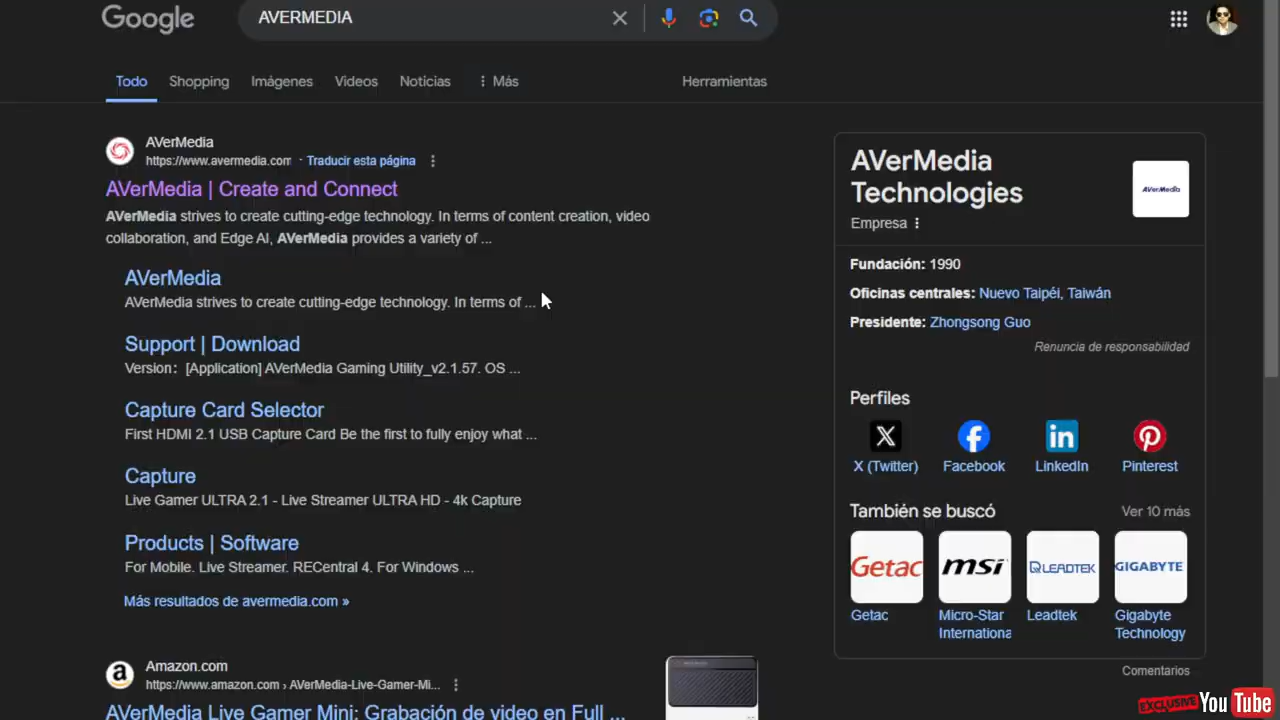 Google
AVERMEDIA
Todo
Shopping
Imágenes
Videos
Noticias
Más
Herramientas
AVerMedia
https://www.avermedia.com · Traducir esta página
AVerMedia | Create and Connect
AVerMedia strives to create cutting-edge technology. In terms of content creation, video
collaboration, and Edge AI, AVerMedia provides a variety of ...
AVerMedia
AVerMedia strives to create cutting-edge technology. In terms of ...
Support | Download
Version： [Application] AVerMedia Gaming Utility_v2.1.57. OS ...
Capture Card Selector
First HDMI 2.1 USB Capture Card Be the first to fully enjoy what ...
Capture
Live Gamer ULTRA 2.1 - Live Streamer ULTRA HD - 4k Capture
Products | Software
For Mobile. Live Streamer. RECentral 4. For Windows ...
Más resultados de avermedia.com »
Amazon.com
https://www.amazon.com › AVerMedia-Live-Gamer-Mi...
AVerMedia Live Gamer Mini: Grabación de video en Full ...
AVerMedia
Technologies
AVerMedia
Empresa
Fundación: 1990
Oficinas centrales: Nuevo Taipéi, Taiwán
Presidente: Zhongsong Guo
Renuncia de responsabilidad
Perfiles
X (Twitter)
Facebook
LinkedIn
Pinterest
También se buscó
Ver 10 más
Getac
msi
LEADTEK
GIGABYTE
Getac
Micro-Star
Internationa
Leadtek
Gigabyte
Technology
Comentarios
EXCLUSIVE YouTube